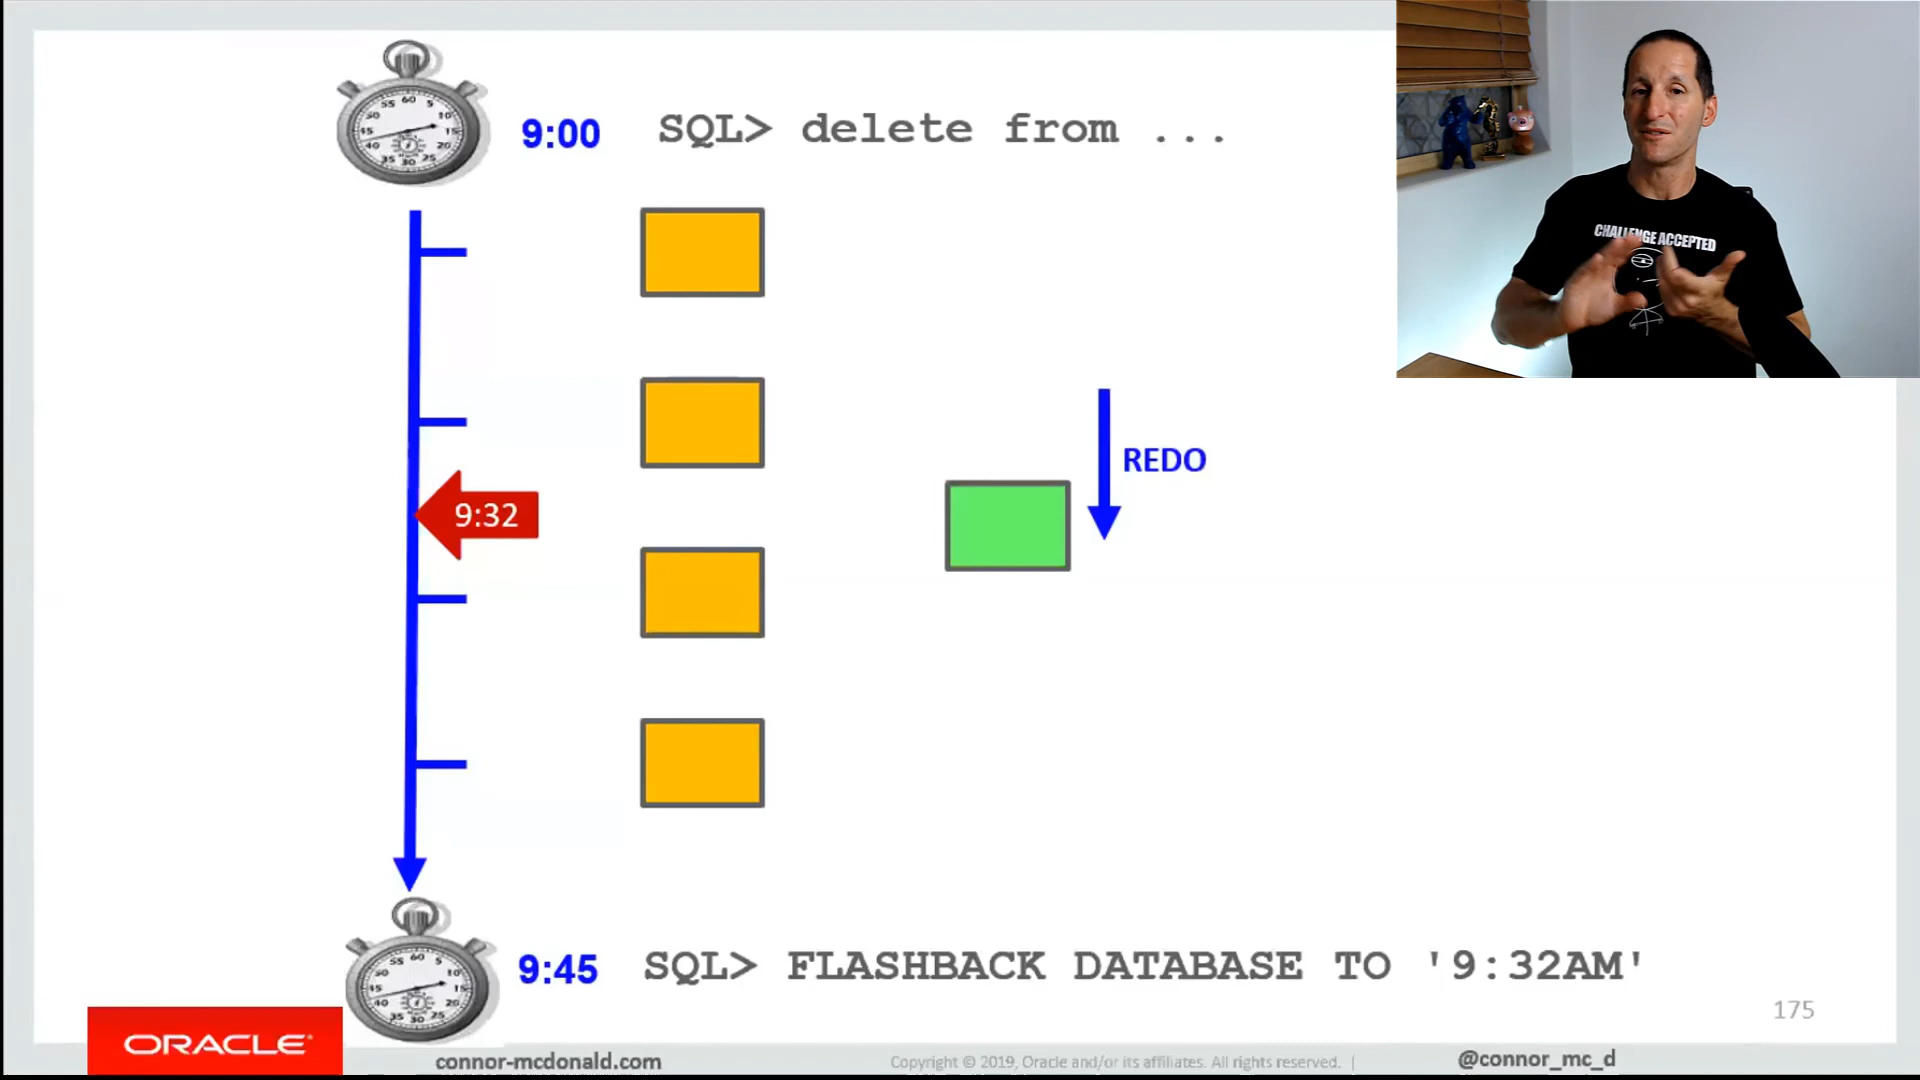 9:00 SQL> delete from ...
CHALLENGE ACCEPTED
REDO
9:32
9:45 SQL> FLASHBACK DATABASE TO '9:32AM'
175
ORACLE
connor-mcdonald.com
Copyright © 2019, Oracle and/or its affiliates. All rights reserved. |
@connor_mc_d